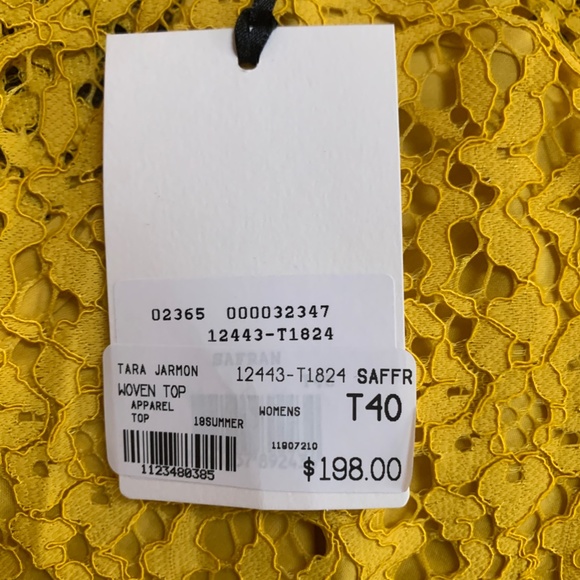 02365 000032347
12443-T1824
TARA JARMON 12443-T1824 SAFFR
WOVEN TOP T40
APPAREL WOMENS
TOP 18SUMMER
11807210
1123480385 $198.00